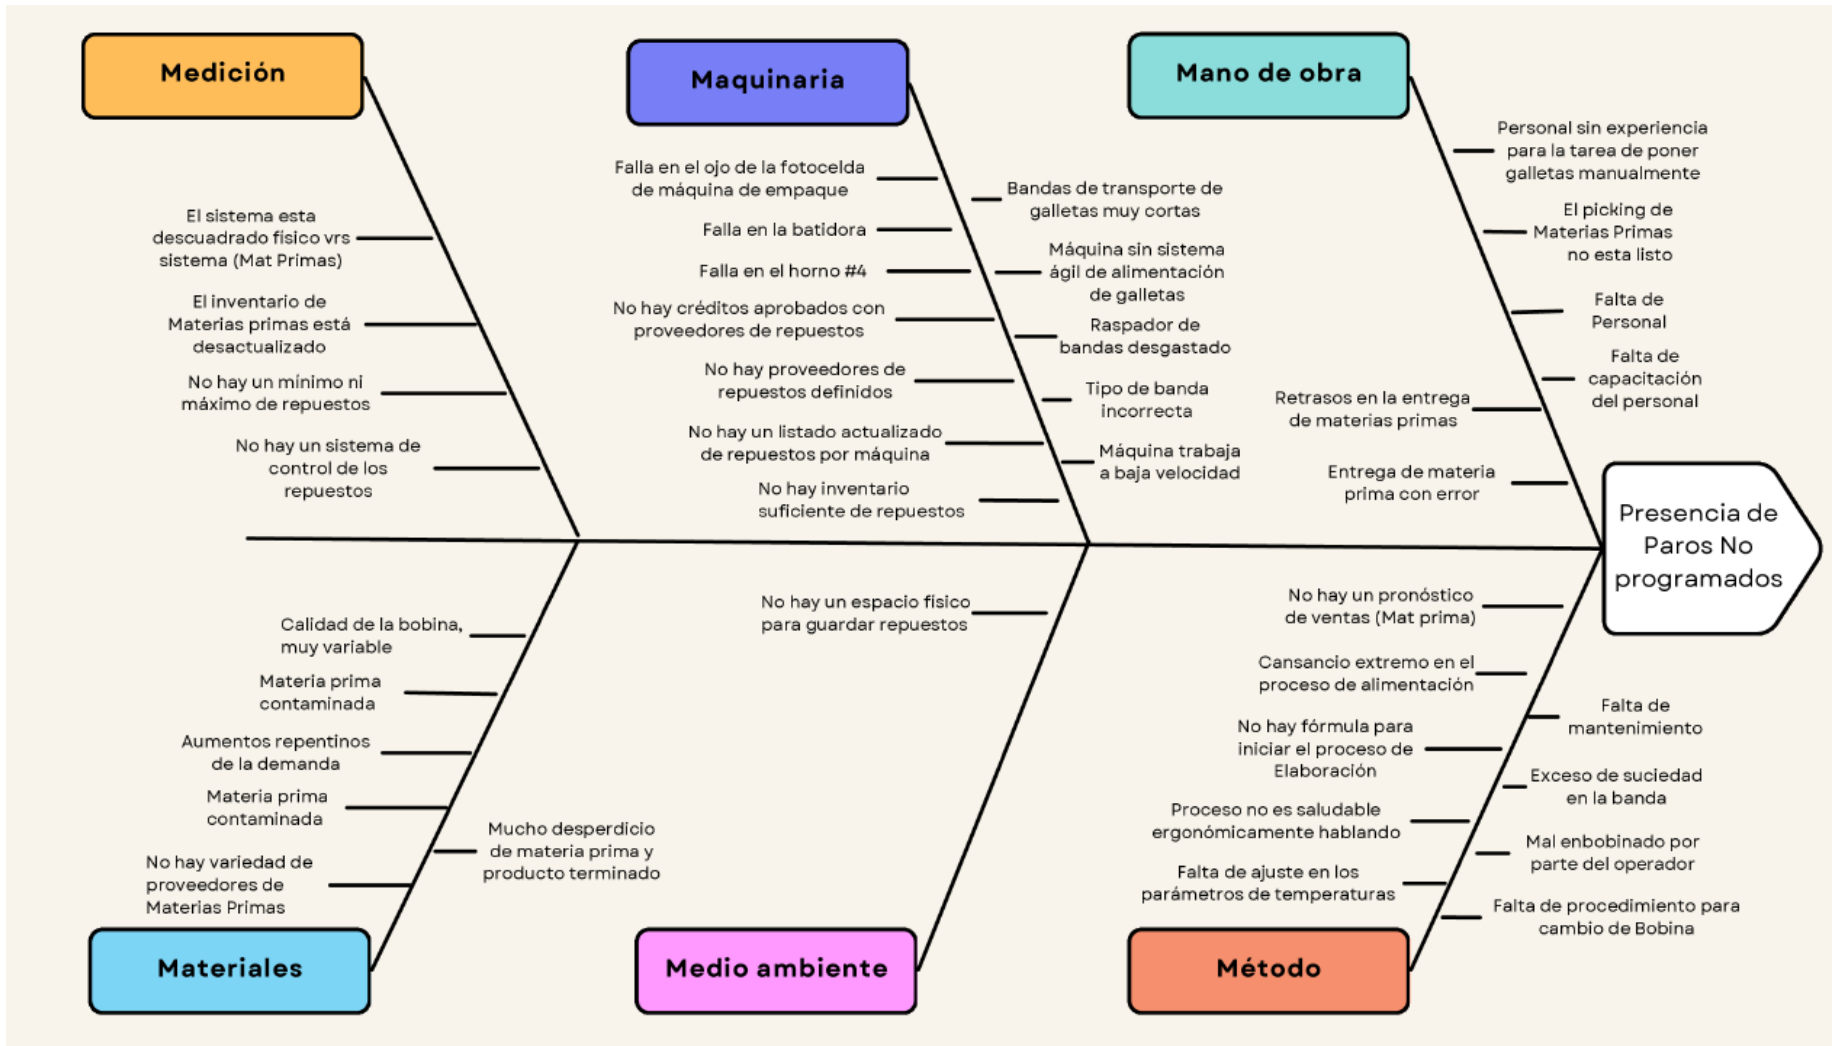 Medición
Maquinaria
Mano de obra
El sistema esta
descuadrado físico vrs
sistema (Mat Primas)
El inventario de
Materias primas está
desactualizado
No hay un mínimo ni
máximo de repuestos
No hay un sistema de
control de los
repuestos
Falla en el ojo de la fotocelda
de máquina de empaque
Falla en la batidora
Falla en el horno #4
No hay créditos aprobados con
proveedores de repuestos
No hay proveedores de
repuestos definidos
No hay un listado actualizado
de repuestos por máquina
No hay inventario
suficiente de repuestos
Bandas de transporte de
galletas muy cortas
Máquina sin sistema
ágil de alimentación
de galletas
Raspador de
bandas desgastado
Tipo de banda
incorrecta
Máquina trabaja
a baja velocidad
Personal sin experiencia
para la tarea de poner
galletas manualmente
El picking de
Materias Primas
no esta listo
Falta de
Personal
Falta de
capacitación
del personal
Retrasos en la entrega
de materias primas
Entrega de materia
prima con error
Presencia de
Paros No
programados
Calidad de la bobina,
muy variable
Materia prima
contaminada
Aumentos repentinos
de la demanda
Materia prima
contaminada
No hay variedad de
proveedores de
Materias Primas
Mucho desperdicio
de materia prima y
producto terminado
No hay un espacio físico
para guardar repuestos
No hay un pronóstico
de ventas (Mat prima)
Cansancio extremo en el
proceso de alimentación
No hay fórmula para
iniciar el proceso de
Elaboración
Proceso no es saludable
ergonómicamente hablando
Falta de ajuste en los
parámetros de temperaturas
Falta de
mantenimiento
Exceso de suciedad
en la banda
Mal enbobinado por
parte del operador
Falta de procedimiento para
cambio de Bobina
Materiales
Medio ambiente
Método